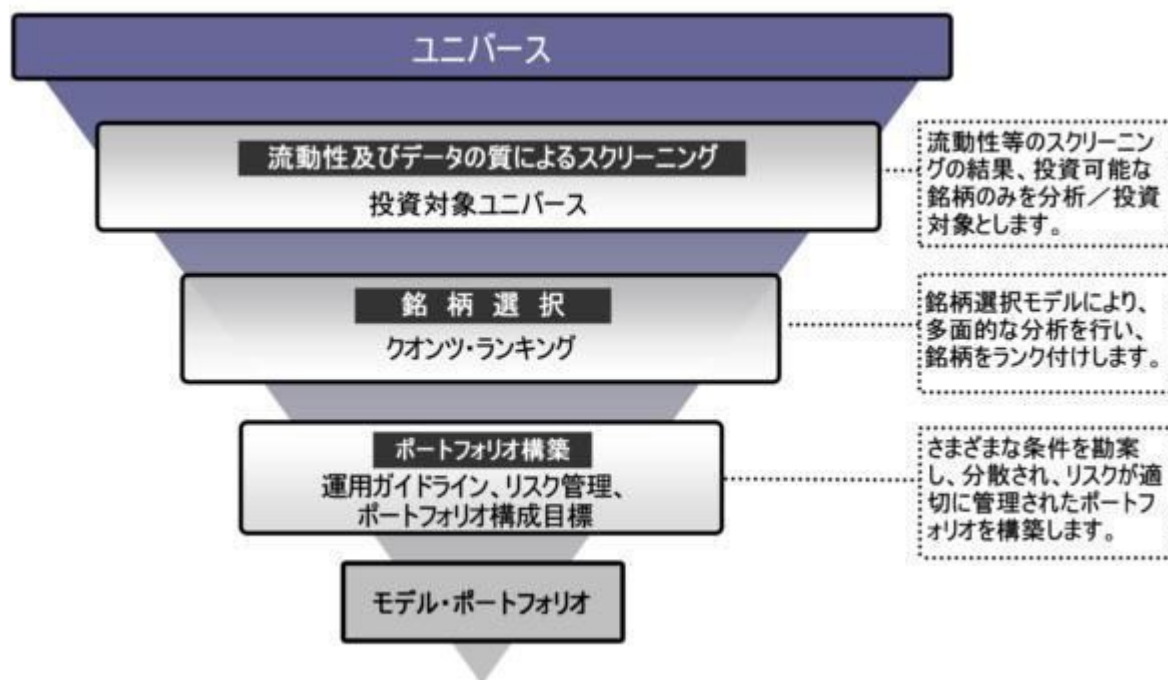 ユニバース
流動性及びデータの質によるスクリーニング
投資対象ユニバース
流動性等のスクリーニン
グの結果、投資可能な
銘柄のみを分析／投資
対象とします。
銘 柄 選 択
クオンツ・ランキング
銘柄選択モデルにより、
多面的な分析を行い、
銘柄をランク付けします。
ポートフォリオ構築
運用ガイドライン、リスク管理、
ポートフォリオ構成目標
さまざまな条件を勘案
し、分散され、リスクが適
切に管理されたポートフ
ォリオを構築します。
モデル・ポートフォリオ